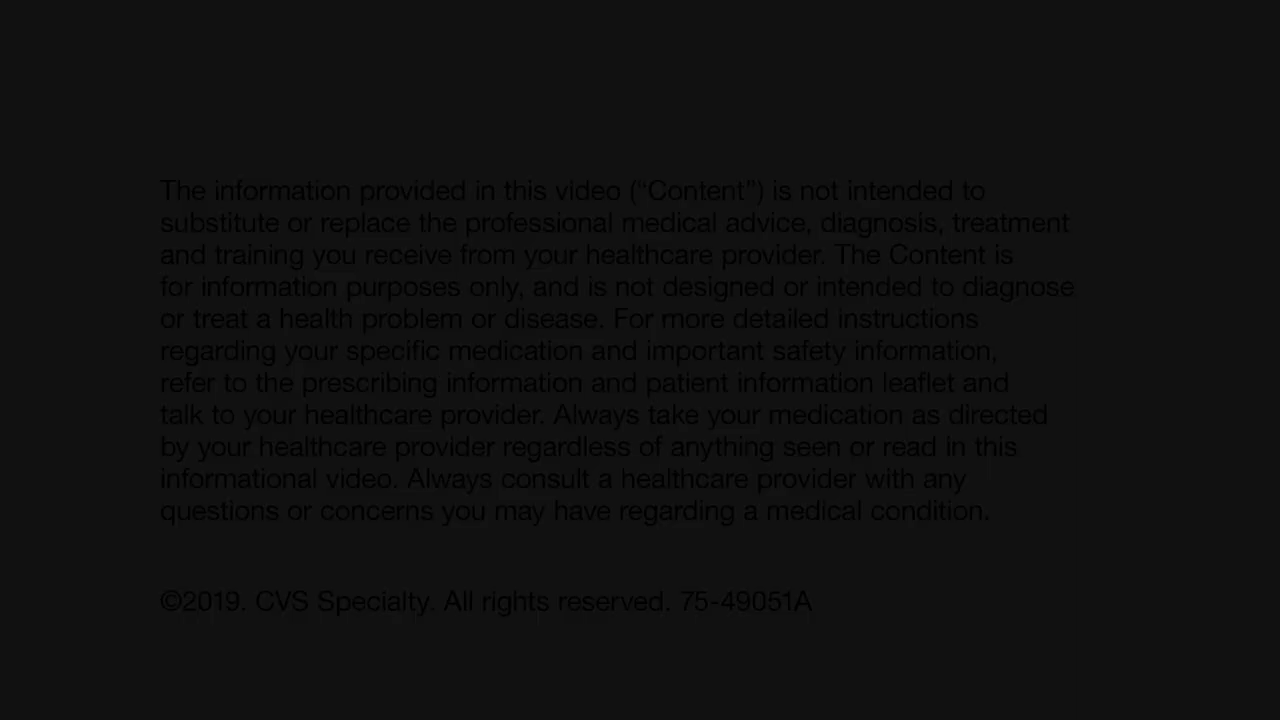 The information provided in this video (“Content”) is not intended to
substitute or replace the professional medical advice, diagnosis, treatment
and training you receive from your healthcare provider. The Content is
for information purposes only, and is not designed or intended to diagnose
or treat a health problem or disease. For more detailed instructions
regarding your specific medication and important safety information,
refer to the prescribing information and patient information leaflet and
talk to your healthcare provider. Always take your medication as directed
by your healthcare provider regardless of anything seen or read in this
informational video. Always consult a healthcare provider with any
questions or concerns you may have regarding a medical condition.
©2019. CVS Specialty. All rights reserved. 75-49051A